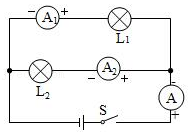 A₁ L₁
- +
L₂ A₂
- +
-
A
+
S